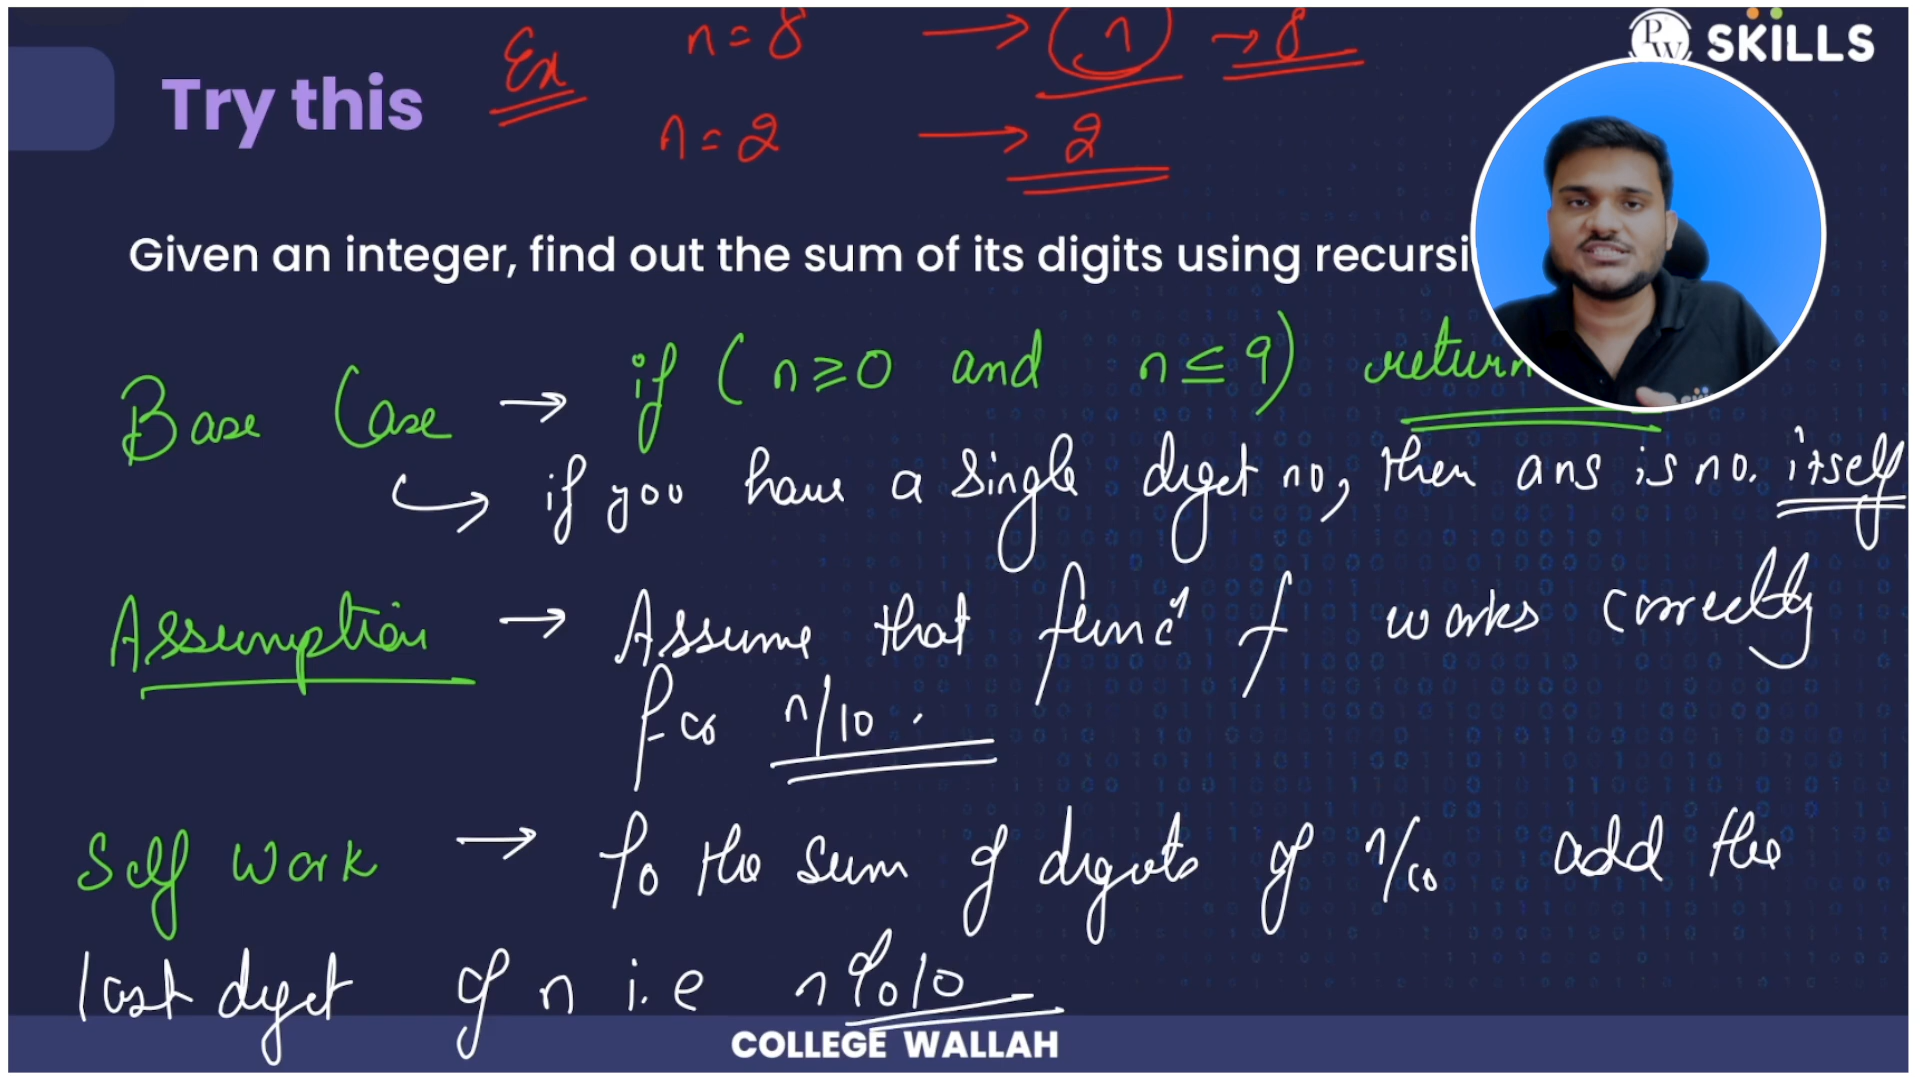 Ex n = 8 → n → 8
PW SKILLS
Try this
n = 2 → 2
Given an integer, find out the sum of its digits using recursi
Base Case → if ( n ≥ 0 and n ≤ 9) return
↪ if you have a single digit no, then ans is no. itself
Assumption → Assume that funcⁿ f works correctly
for n/10 .
Self Work → To the sum of digits of n/10 add the
last digit of n i.e n%10
COLLEGE WALLAH